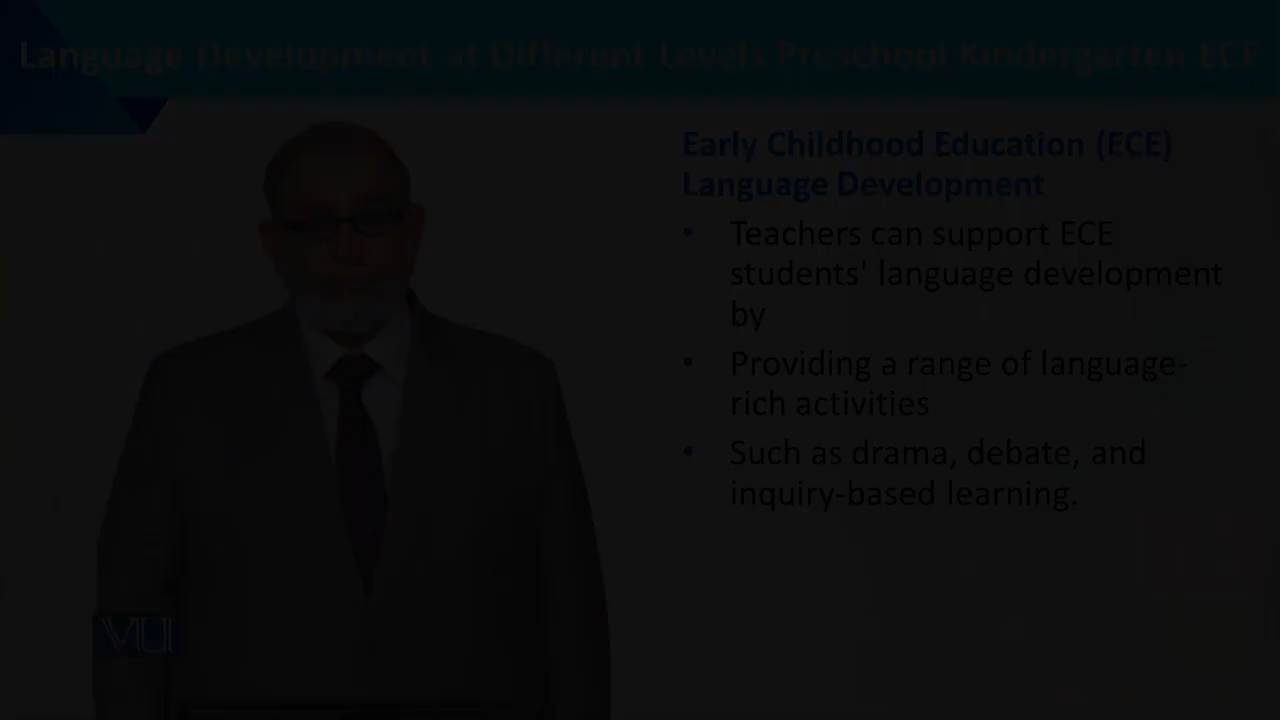 Language Development at Different Levels Preschool Kindergarten ECE
Early Childhood Education (ECE)
Language Development
• Teachers can support ECE
students' language development
by
• Providing a range of language-
rich activities
• Such as drama, debate, and
inquiry-based learning.
VU